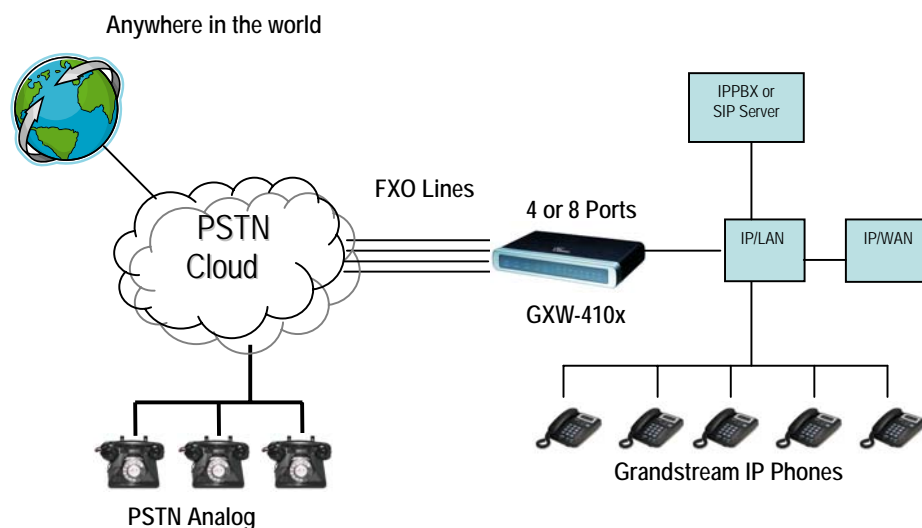 Anywhere in the world
IPPBX or
SIP Server
FXO Lines
4 or 8 Ports
PSTN
Cloud
IP/LAN
IP/WAN
GXW-410x
Grandstream IP Phones
PSTN Analog